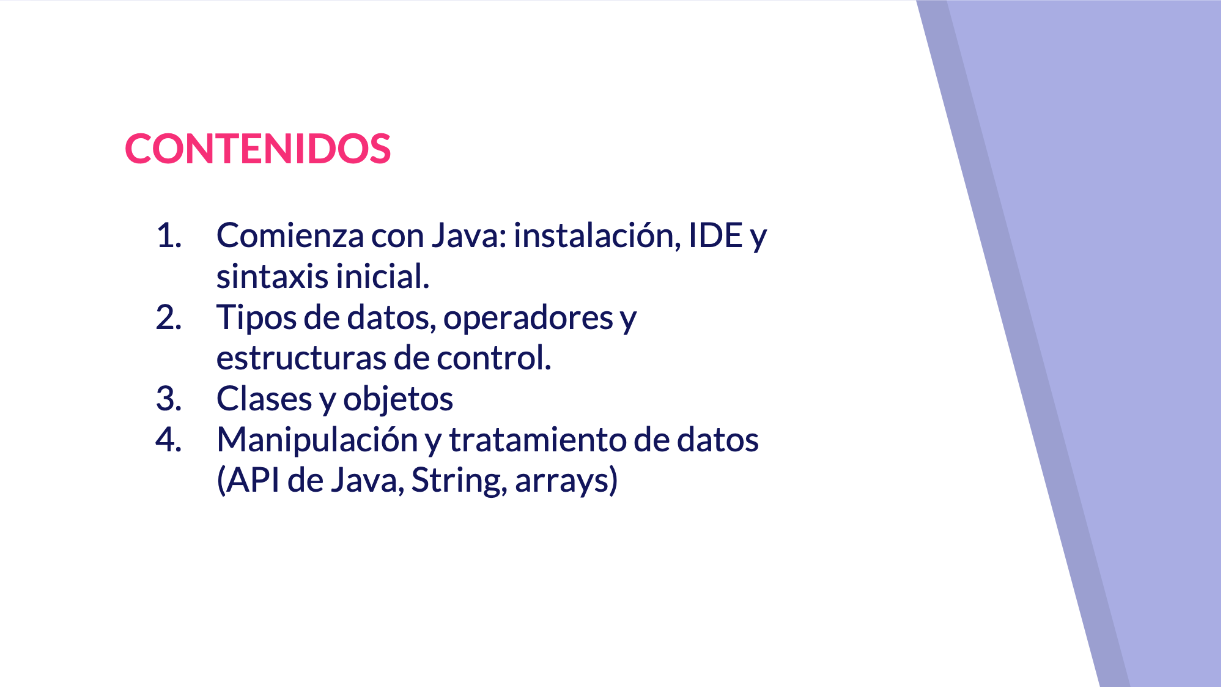 CONTENIDOS
1. Comienza con Java: instalación, IDE y
sintaxis inicial.
2. Tipos de datos, operadores y
estructuras de control.
3. Clases y objetos
4. Manipulación y tratamiento de datos
(API de Java, String, arrays)